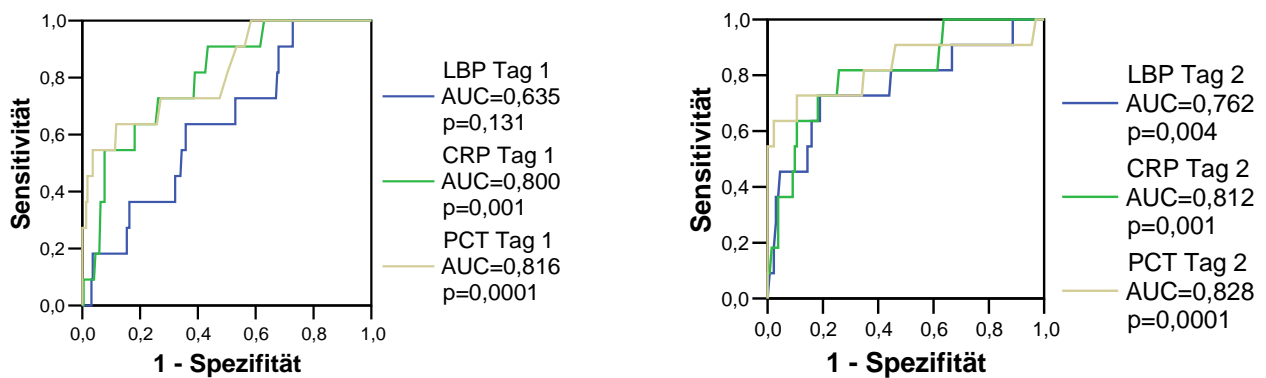 1,0
0,8
0,6
0,4
0,2
0,0
Sensitivität
0,0 0,2 0,4 0,6 0,8 1,0
1 - Spezifität
LBP Tag 1
AUC=0,635
p=0,131
CRP Tag 1
AUC=0,800
p=0,001
PCT Tag 1
AUC=0,816
p=0,0001
1,0
0,8
0,6
0,4
0,2
0,0
Sensitivität
0,0 0,2 0,4 0,6 0,8 1,0
1 - Spezifität
LBP Tag 2
AUC=0,762
p=0,004
CRP Tag 2
AUC=0,812
p=0,001
PCT Tag 2
AUC=0,828
p=0,0001